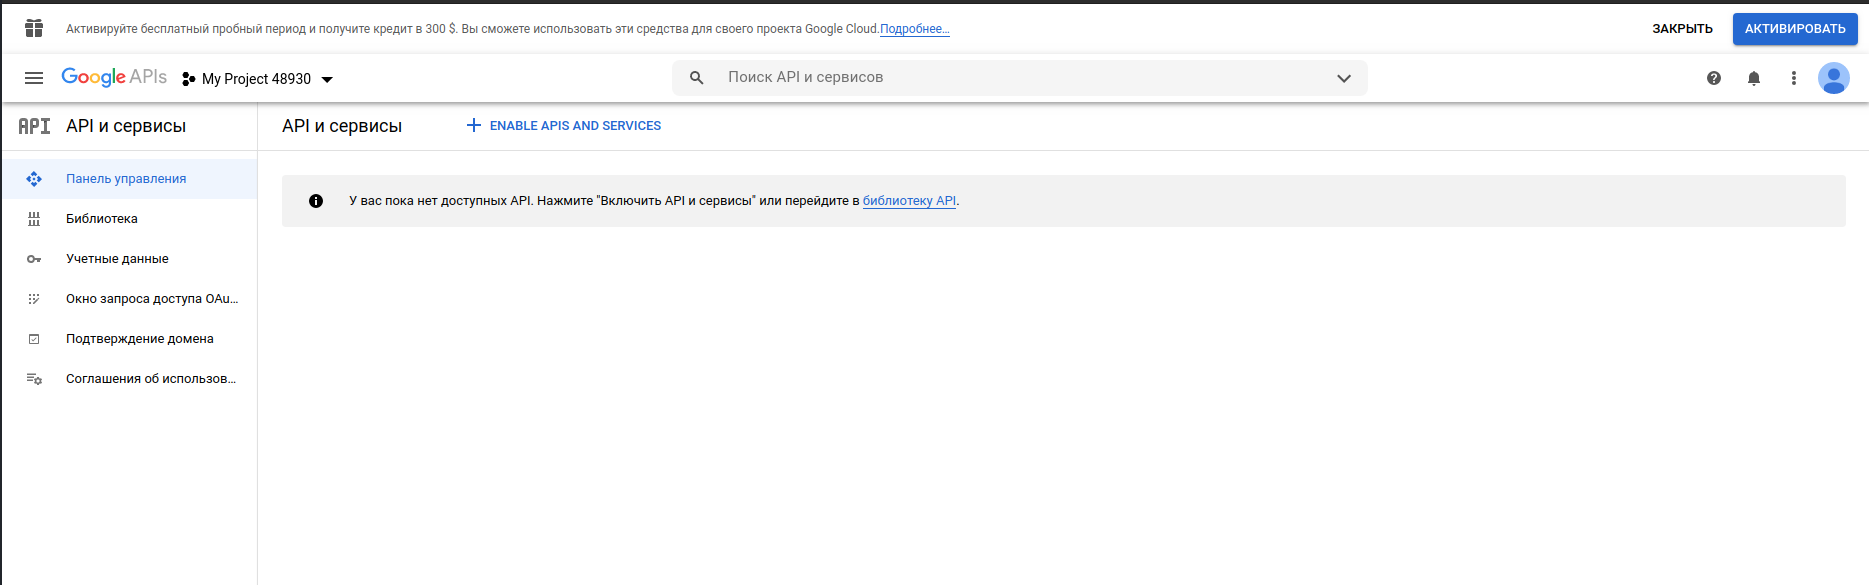 Активируйте бесплатный пробный период и получите кредит в 300 $. Вы сможете использовать эти средства для своего проекта Google Cloud.Подробнее... ЗАКРЫТЬ АКТИВИРОВАТЬ
Google APIs My Project 48930 Поиск API и сервисов
API API и сервисы API и сервисы ENABLE APIS AND SERVICES
Панель управления
У вас пока нет доступных API. Нажмите "Включить API и сервисы" или перейдите в библиотеку API.
Библиотека
Учетные данные
Окно запроса доступа OAu...
Подтверждение домена
Соглашения об использов...